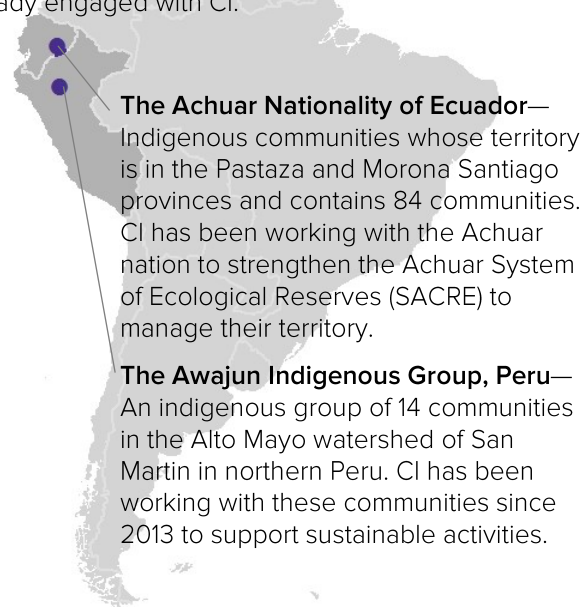 ady engaged with CI.
The Achuar Nationality of Ecuador—
Indigenous communities whose territory
is in the Pastaza and Morona Santiago
provinces and contains 84 communities.
CI has been working with the Achuar
nation to strengthen the Achuar System
of Ecological Reserves (SACRE) to
manage their territory.
The Awajun Indigenous Group, Peru—
An indigenous group of 14 communities
in the Alto Mayo watershed of San
Martin in northern Peru. CI has been
working with these communities since
2013 to support sustainable activities.